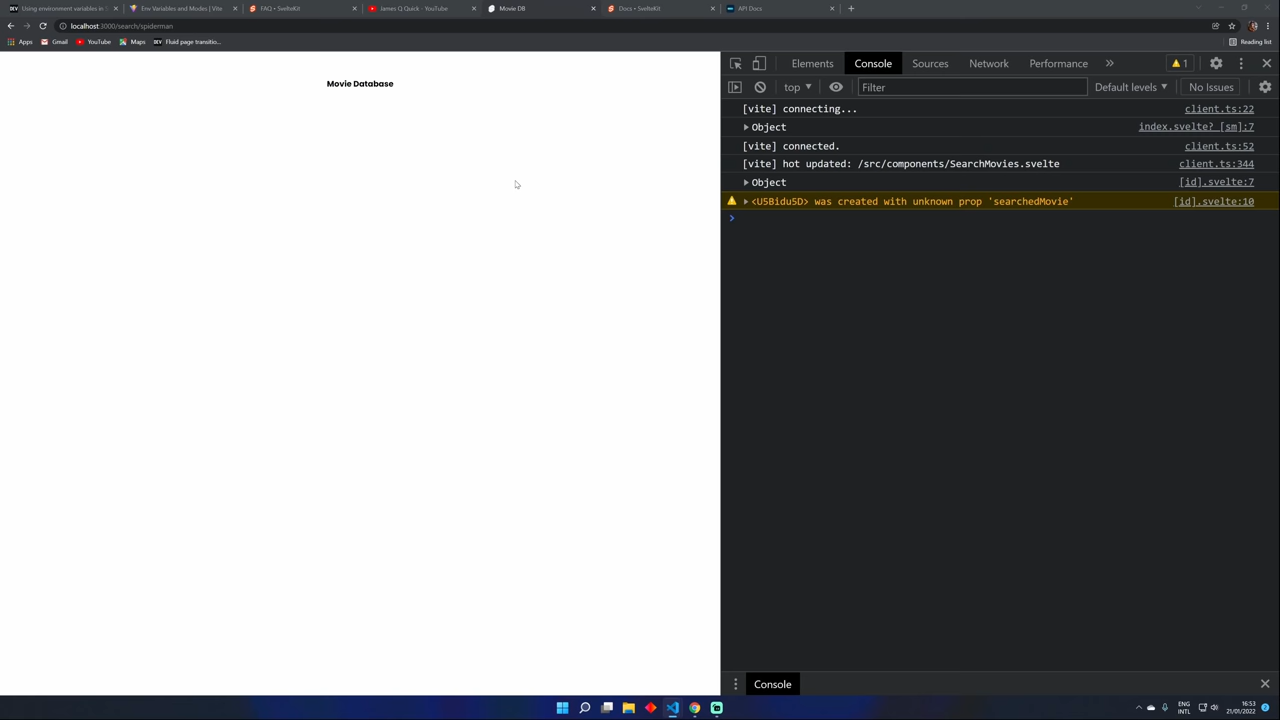 Using environment variables in S
Env Variables and Modes | Vite
FAQ • SvelteKit
James Q Quick - YouTube
Movie DB
Docs • SvelteKit
API Docs
localhost:3000/search/spiderman
Apps
Gmail
YouTube
Maps
DEV
Fluid page transitio...
Reading list
Movie Database
Elements
Console
Sources
Network
Performance
1
top
Filter
Default levels
No Issues
[vite] connecting...
client.ts:22
Object
index.svelte? [sm]:7
[vite] connected.
client.ts:52
[vite] hot updated: /src/components/SearchMovies.svelte
client.ts:344
Object
[id].svelte:7
<U5Bidu5D> was created with unknown prop 'searchedMovie'
[id].svelte:10
Console
ENG
INTL
16:53
21/01/2022